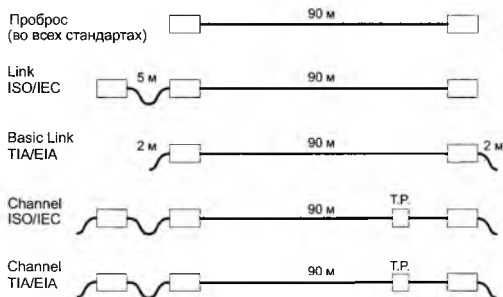 Проброс 90 м
(во всех стандартах)
Link 5 м 90 м
ISO/IEC
Basic Link 2 м 90 м 2 м
TIA/EIA
Channel 90 м Т.Р.
ISO/IEC
Channel 90 м Т.Р.
TIA/EIA